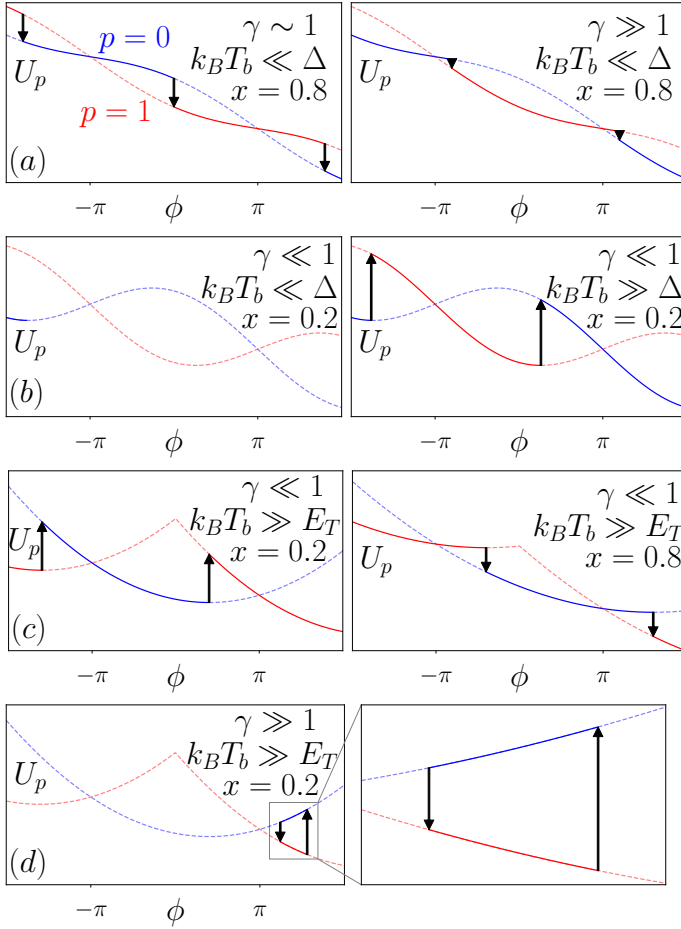 p=0
γ ∼ 1
k_BT_b ≪ Δ
x = 0.8
U_p
p = 1
(a)
−π ϕ π
γ ≫ 1
k_BT_b ≪ Δ
x = 0.8
U_p
−π ϕ π
γ ≪ 1
k_BT_b ≪ Δ
x = 0.2
U_p
(b)
−π ϕ π
γ ≪ 1
k_BT_b ≫ Δ
x = 0.2
U_p
−π ϕ π
γ ≪ 1
k_BT_b ≫ E_T
x = 0.2
U_p
(c)
−π ϕ π
γ ≪ 1
k_BT_b ≫ E_T
x = 0.8
U_p
−π ϕ π
γ ≫ 1
k_BT_b ≫ E_T
x = 0.2
U_p
(d)
−π ϕ π